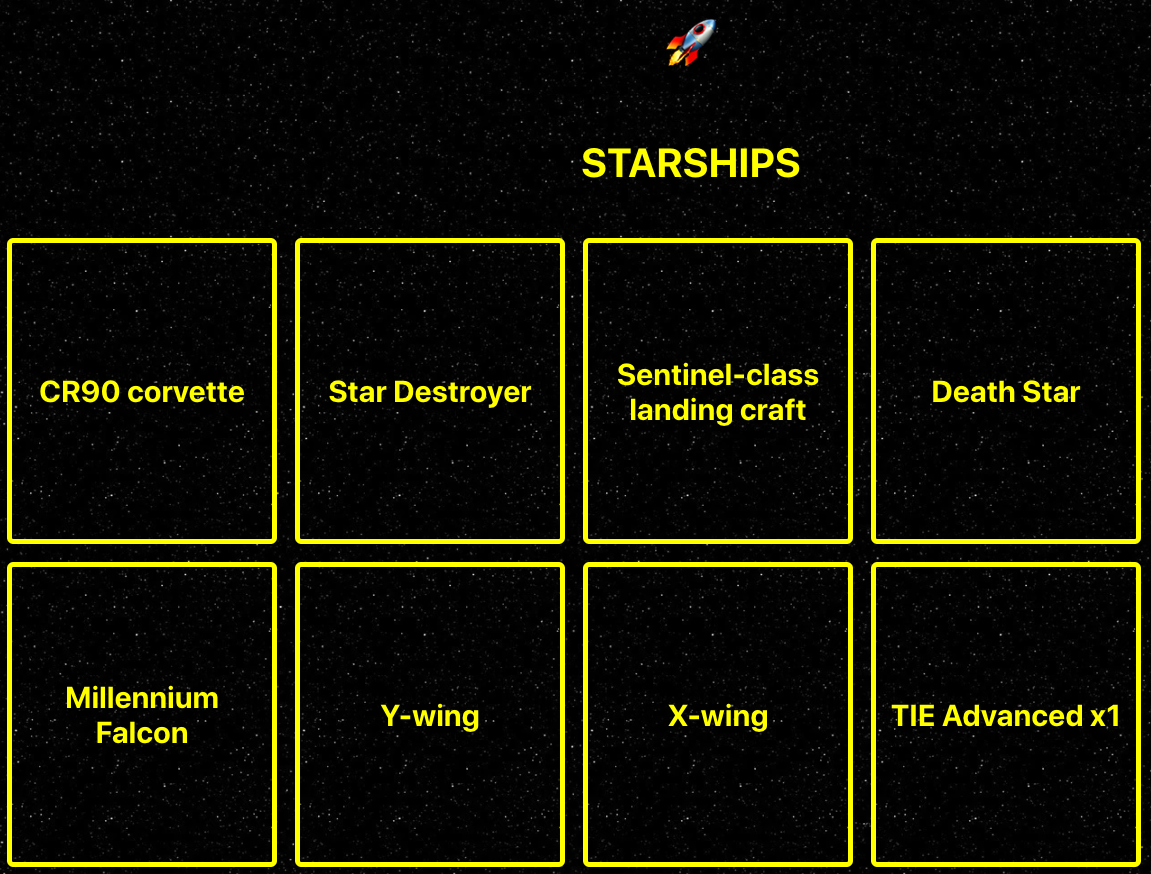 STARSHIPS
CR90 corvette
Star Destroyer
Sentinel-class
landing craft
Death Star
Millennium
Falcon
Y-wing
X-wing
TIE Advanced x1